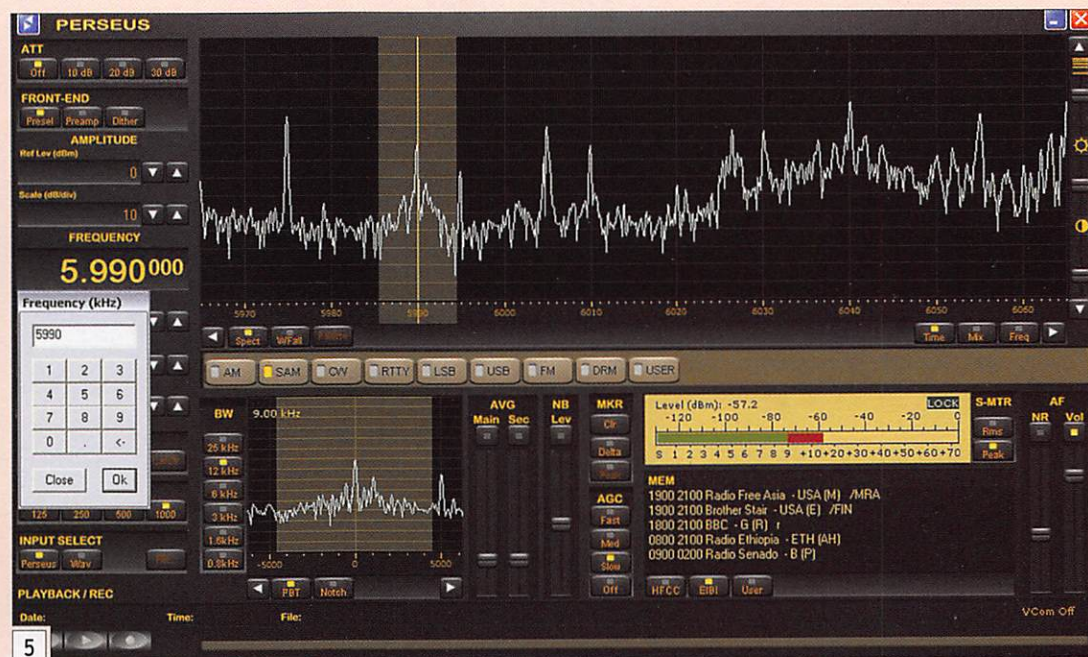 PERSEUS
ATT
Off 10 dB 20 dB 30 dB
FRONT-END
Presel Preamp Dither
AMPLITUDE
Ref Lev (dBm)
0
Scale (dB/div)
10
FREQUENCY
5.990000
Frequency (kHz)
5990
1 2 3
4 5 6
7 8 9
0 . <-
Close Ok
125 250 500 1000
INPUT SELECT
Perseus Wav
PLAYBACK / REC
Date: Time: File:
5
5970 5980 5990 6000 6010 6020 6030 6040 6050 6060
Spect WFall
Time Mix Freq
AM SAM CW RTTY LSB USB FM DRM USER
BW 9.00 kHz
25 kHz
12 kHz
6 kHz
3 kHz
1.6kHz
0.8kHz
-5000 0 5000
PBT Notch
AVG
Main Sec
NB
Lev
MKR
Clr
Delta
Peak
AGC
Fast
Med
Slow
Off
Level (dBm): -57.2 LOCK
-120 -100 -80 -60 -40 -20 0
S 1 2 3 4 5 6 7 8 9 +10+20+30+40+50+60+70
S-MTR
Rms
Peak
AF
NR Vol
MEM
1900 2100 Radio Free Asia - USA (M) /MRA
1900 2100 Brother Stair - USA (E) /FIN
1800 2100 BBC - G (R) r
0800 2100 Radio Ethiopia - ETH (AH)
0900 0200 Radio Senado - B (P)
HFCC EIBI User
VCom Off